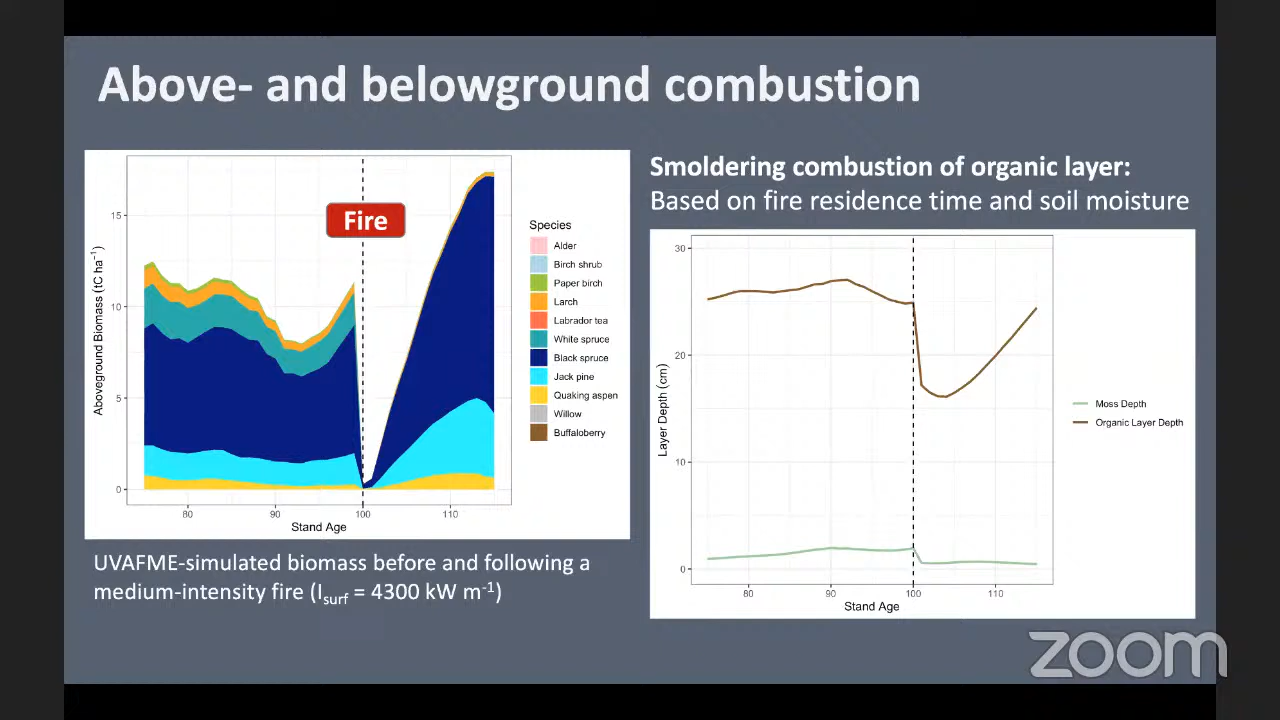 Above- and belowground combustion
Fire
15
10
5
0
80
90
100
110
Stand Age
Aboveground Biomass (tC ha⁻¹)
Species
Alder
Birch shrub
Paper birch
Larch
Labrador tea
White spruce
Black spruce
Jack pine
Quaking aspen
Willow
Buffaloberry
UVAFME-simulated biomass before and following a
medium-intensity fire (Isurf = 4300 kW m⁻¹)
Smoldering combustion of organic layer:
Based on fire residence time and soil moisture
30
20
10
0
80
90
100
110
Stand Age
Layer Depth (cm)
Moss Depth
Organic Layer Depth
zoom